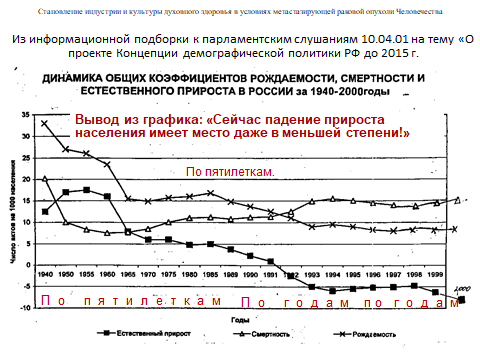 Становление индустрии и культуры духовного здоровья в условиях метастазирующей раковой опухоли Человечества
Из информационной подборки к парламентским слушаниям 10.04.01 на тему «О
проекте Концепции демографической политики РФ до 2015 г.
ДИНАМИКА ОБЩИХ КОЭФФИЦИЕНТОВ РОЖДАЕМОСТИ, СМЕРТНОСТИ И
ЕСТЕСТВЕННОГО ПРИРОСТА В РОССИИ за 1940-2000годы
Вывод из графика: «Сейчас падение прироста
населения имеет место даже в меньшей степени!»
По пятилеткам.
Число актов на 1000 населения
35
30
25
20
15
10
5
0
-5
-10
1940 1950 1955 1960 1965 1970 1975 1980 1985 1990 1991 1992 1993 1994 1995 1996 1997 1998 1999
2000
По пятилеткам По годам погодам
Годы
Естественный прирост Смертность Рождаемость